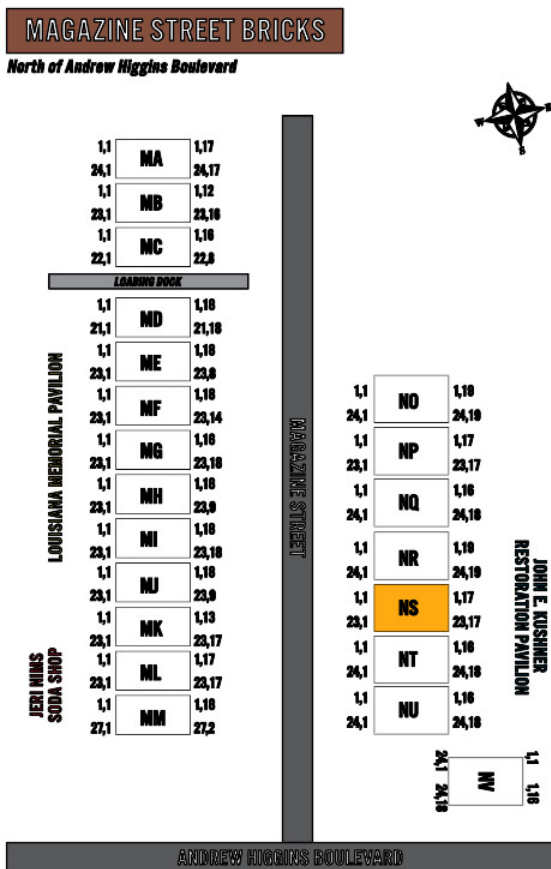 MAGAZINE STREET BRICKS
North of Andrew Higgins Boulevard
N
E
W
S
1,1 MA 1,17
24,1 24,17
1,1 MB 1,12
23,1 23,16
1,1 MC 1,16
22,1 22,8
LOADING DOCK
1,1 MD 1,18
21,1 21,18
1,1 ME 1,18
23,1 23,8
1,1 MF 1,18
23,1 23,14
1,1 MG 1,16
23,1 23,18
1,1 MH 1,18
23,1 23,9
1,1 MI 1,18
23,1 23,18
1,1 MJ 1,18
23,1 23,9
1,1 MK 1,13
23,1 23,17
1,1 ML 1,17
23,1 23,17
1,1 MM 1,18
27,1 27,2
LOUISIANA MEMORIAL PAVILION
JERI NIMS
SODA SHOP
MAGAZINE STREET
1,1 NO 1,19
24,1 24,19
1,1 NP 1,17
23,1 23,17
1,1 NQ 1,16
24,1 24,18
1,1 NR 1,19
24,1 24,19
1,1 NS 1,17
23,1 23,17
1,1 NT 1,16
24,1 24,18
1,1 NU 1,16
24,1 24,16
JOHN E. KUSHNER
RESTORATION PAVILION
1,1 NV 1,16
24,1 24,18
ANDREW HIGGINS BOULEVARD